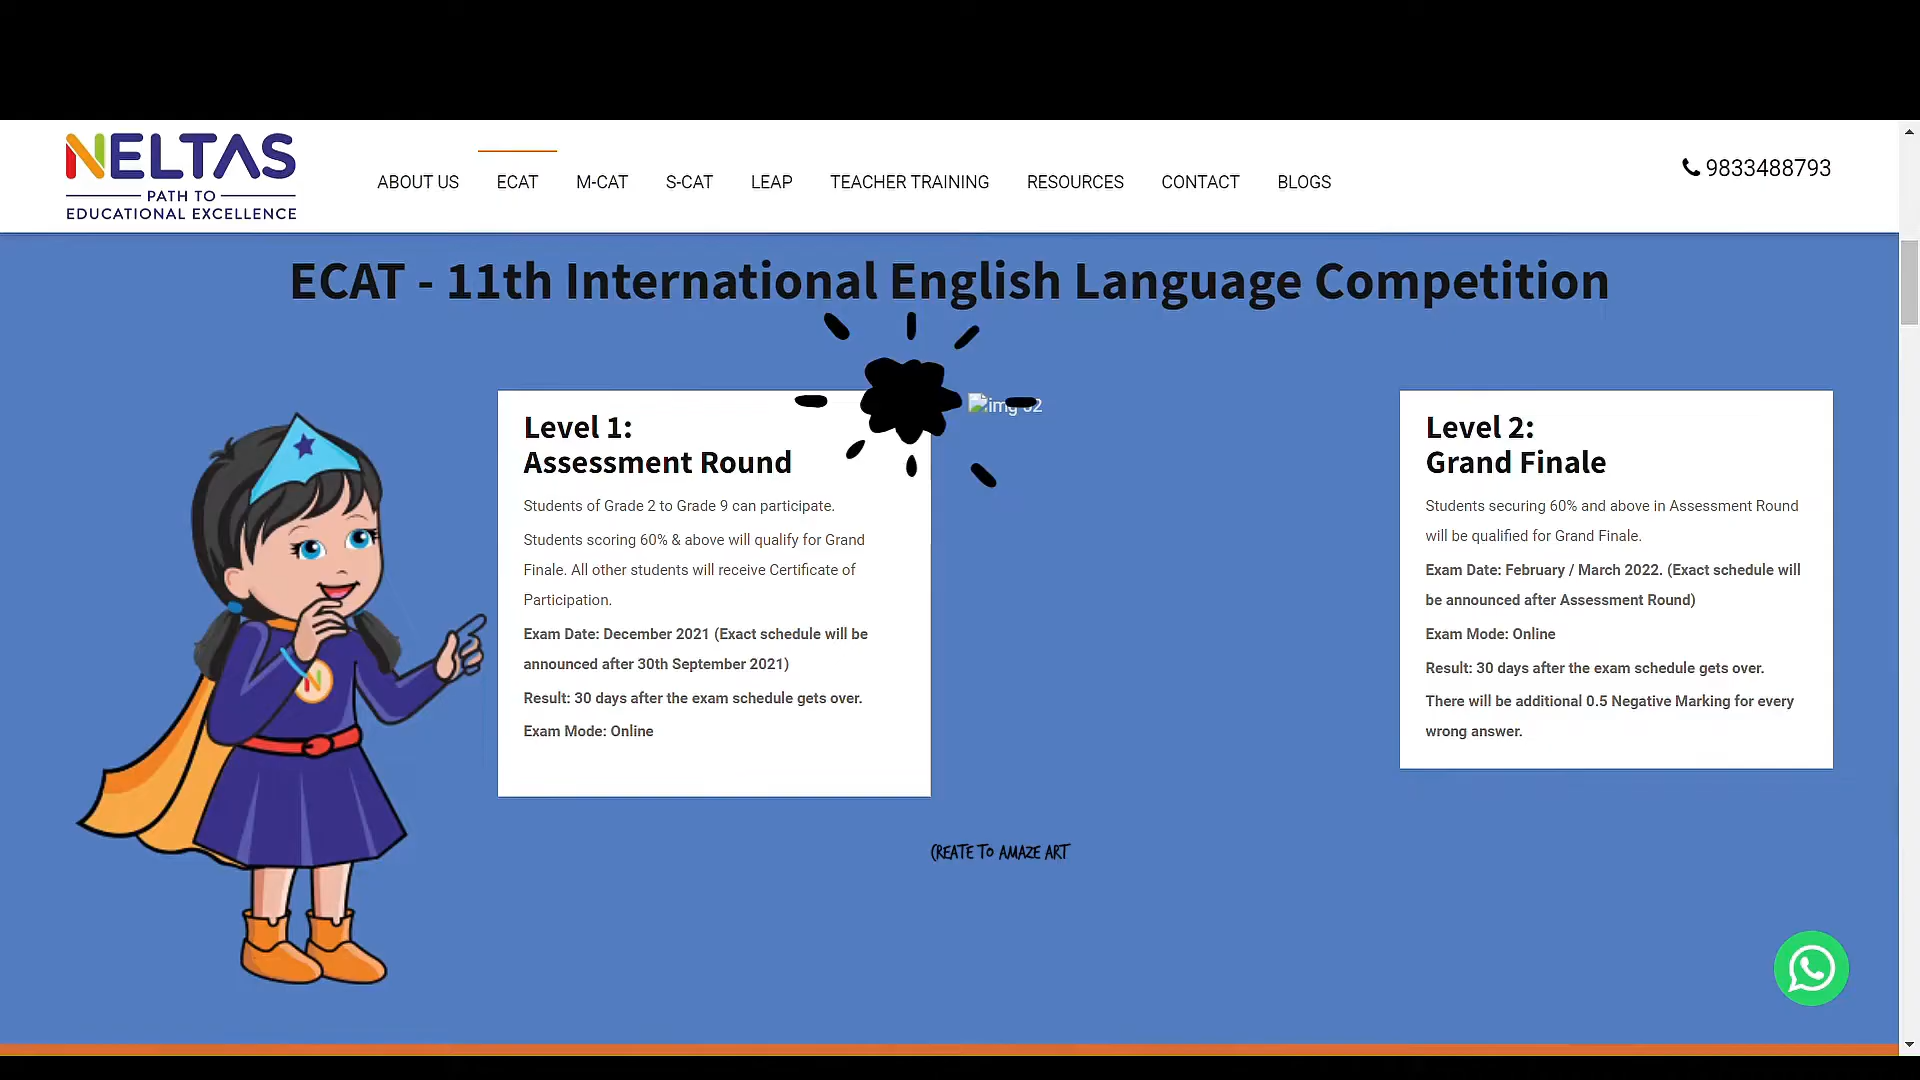 NELTAS
PATH TO
EDUCATIONAL EXCELLENCE
ABOUT US
ECAT
M-CAT
S-CAT
LEAP
TEACHER TRAINING
RESOURCES
CONTACT
BLOGS
9833488793
ECAT - 11th International English Language Competition
Level 1:
Assessment Round
Students of Grade 2 to Grade 9 can participate.
Students scoring 60% & above will qualify for Grand
Finale. All other students will receive Certificate of
Participation.
Exam Date: December 2021 (Exact schedule will be
announced after 30th September 2021)
Result: 30 days after the exam schedule gets over.
Exam Mode: Online
img
Level 2:
Grand Finale
Students securing 60% and above in Assessment Round
will be qualified for Grand Finale.
Exam Date: February / March 2022. (Exact schedule will
be announced after Assessment Round)
Exam Mode: Online
Result: 30 days after the exam schedule gets over.
There will be additional 0.5 Negative Marking for every
wrong answer.
N
CREATE TO AMAZE ART